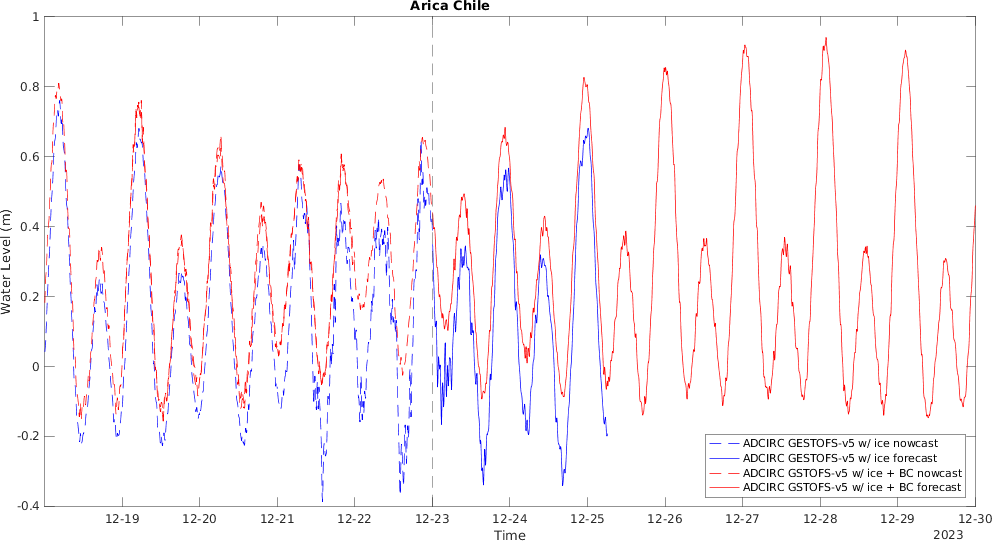 Arica Chile
1
0.8
0.6
0.4
0.2
0
-0.2
-0.4
Water Level (m)
12-19 12-20 12-21 12-22 12-23 12-24 12-25 12-26 12-27 12-28 12-29 12-30
Time
2023
ADCIRC GESTOFS-v5 w/ ice nowcast
ADCIRC GESTOFS-v5 w/ ice forecast
ADCIRC GSTOFS-v5 w/ ice + BC nowcast
ADCIRC GSTOFS-v5 w/ ice + BC forecast